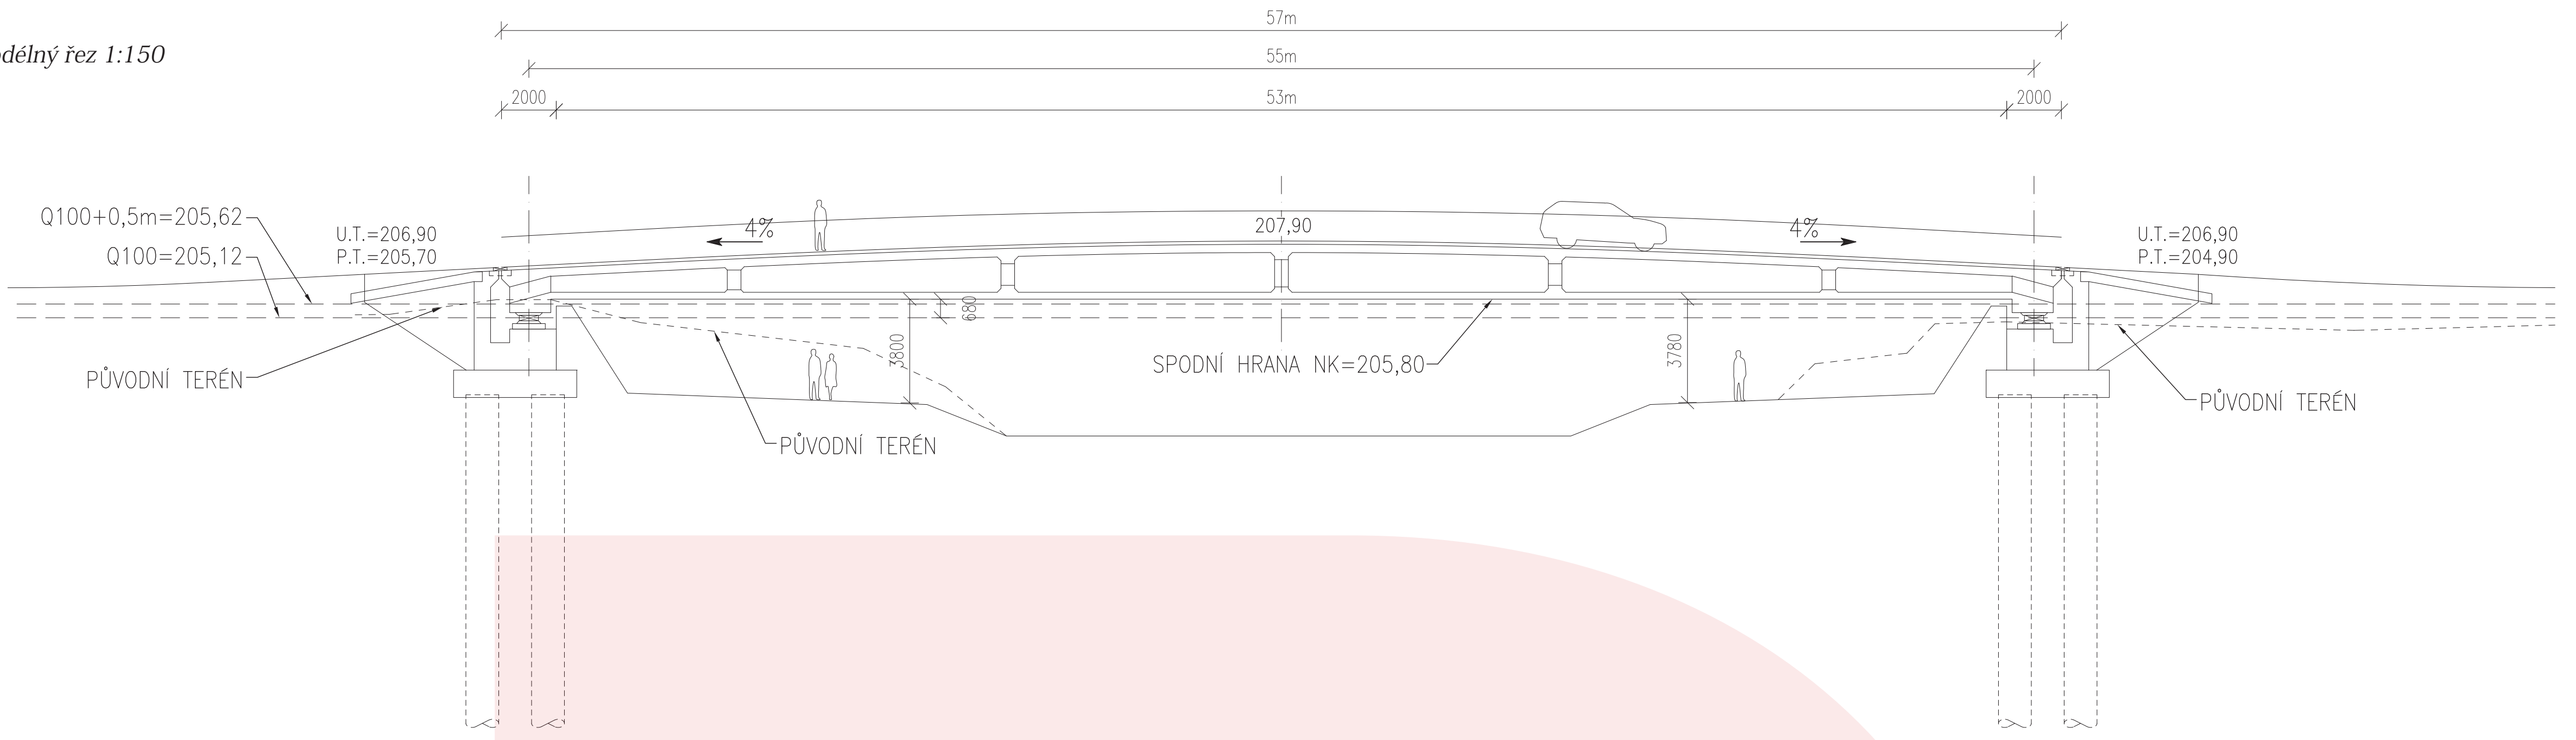 57m
délný řez 1:150
55m
2000
53m
2000
Q100+0,5m=205,62
Q100=205,12
U.T.=206,90
P.T.=205,70
4%
207,90
4%
U.T.=206,90
P.T.=204,90
680
3800
3780
SPODNÍ HRANA NK=205,80
PŮVODNÍ TERÉN
PŮVODNÍ TERÉN
PŮVODNÍ TERÉN